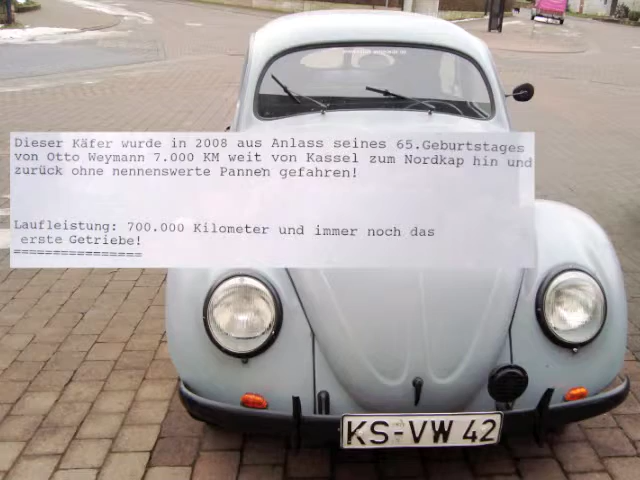 Dieser Käfer wurde in 2008 aus Anlass seines 65.Geburtstages
von Otto Weymann 7.000 KM weit von Kassel zum Nordkap hin und
zurück ohne nennenswerte Pannen gefahren!
Laufleistung: 700.000 Kilometer und immer noch das
erste Getriebe!
================
KS-VW 42